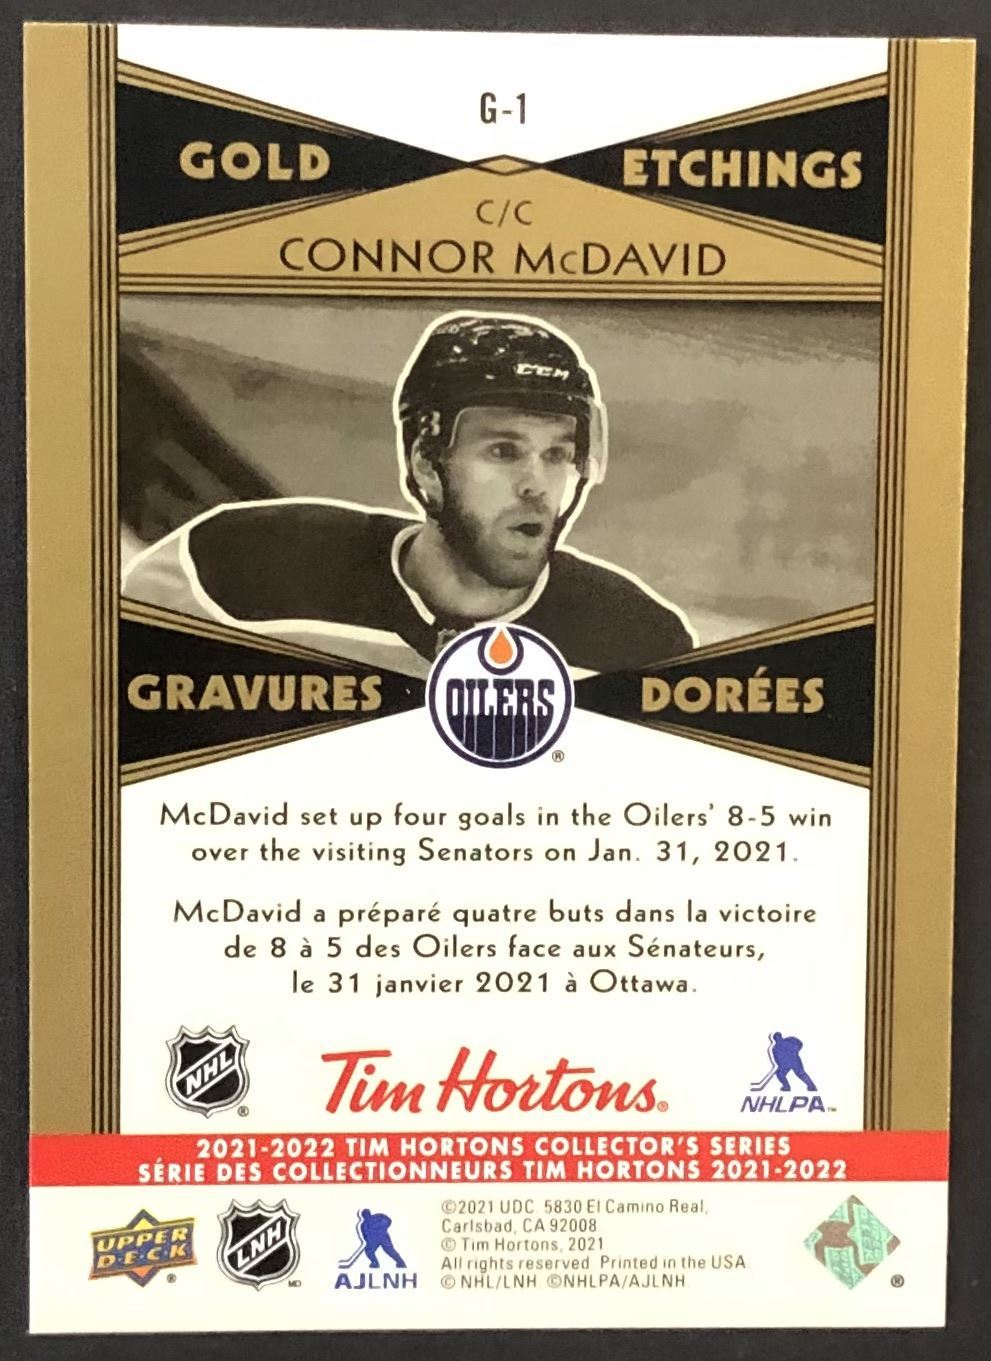 G-1
GOLD ETCHINGS
C/C
CONNOR McDAVID
CCM
GRAVURES DORÉES
OILERS
®
McDavid set up four goals in the Oilers' 8-5 win
over the visiting Senators on Jan. 31, 2021.
McDavid a préparé quatre buts dans la victoire
de 8 à 5 des Oilers face aux Sénateurs,
le 31 janvier 2021 à Ottawa.
NHL ® Tim Hortons® NHLPA™
2021-2022 TIM HORTONS COLLECTOR'S SERIES
SÉRIE DES COLLECTIONNEURS TIM HORTONS 2021-2022
UPPER DECK ® LNH MD AJLNH
©2021 UDC. 5830 El Camino Real,
Carlsbad, CA 92008
© Tim Hortons, 2021
All rights reserved. Printed in the USA
© NHL/LNH. ©NHLPA/AJLNH.
®